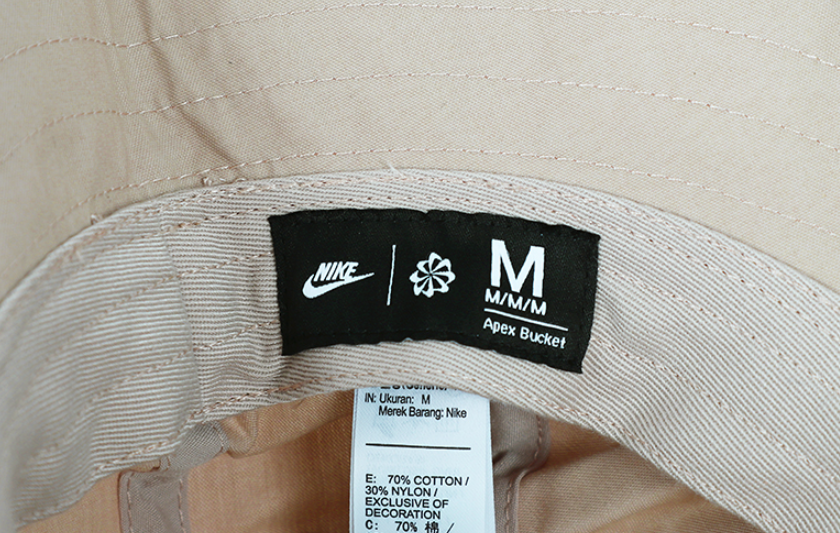 NIKE
M
M/M/M
Apex Bucket
IN: Ukuran: M
Merek Barang: Nike
E: 70% COTTON /
30% NYLON /
EXCLUSIVE OF
DECORATION
C: 70% 棉 /